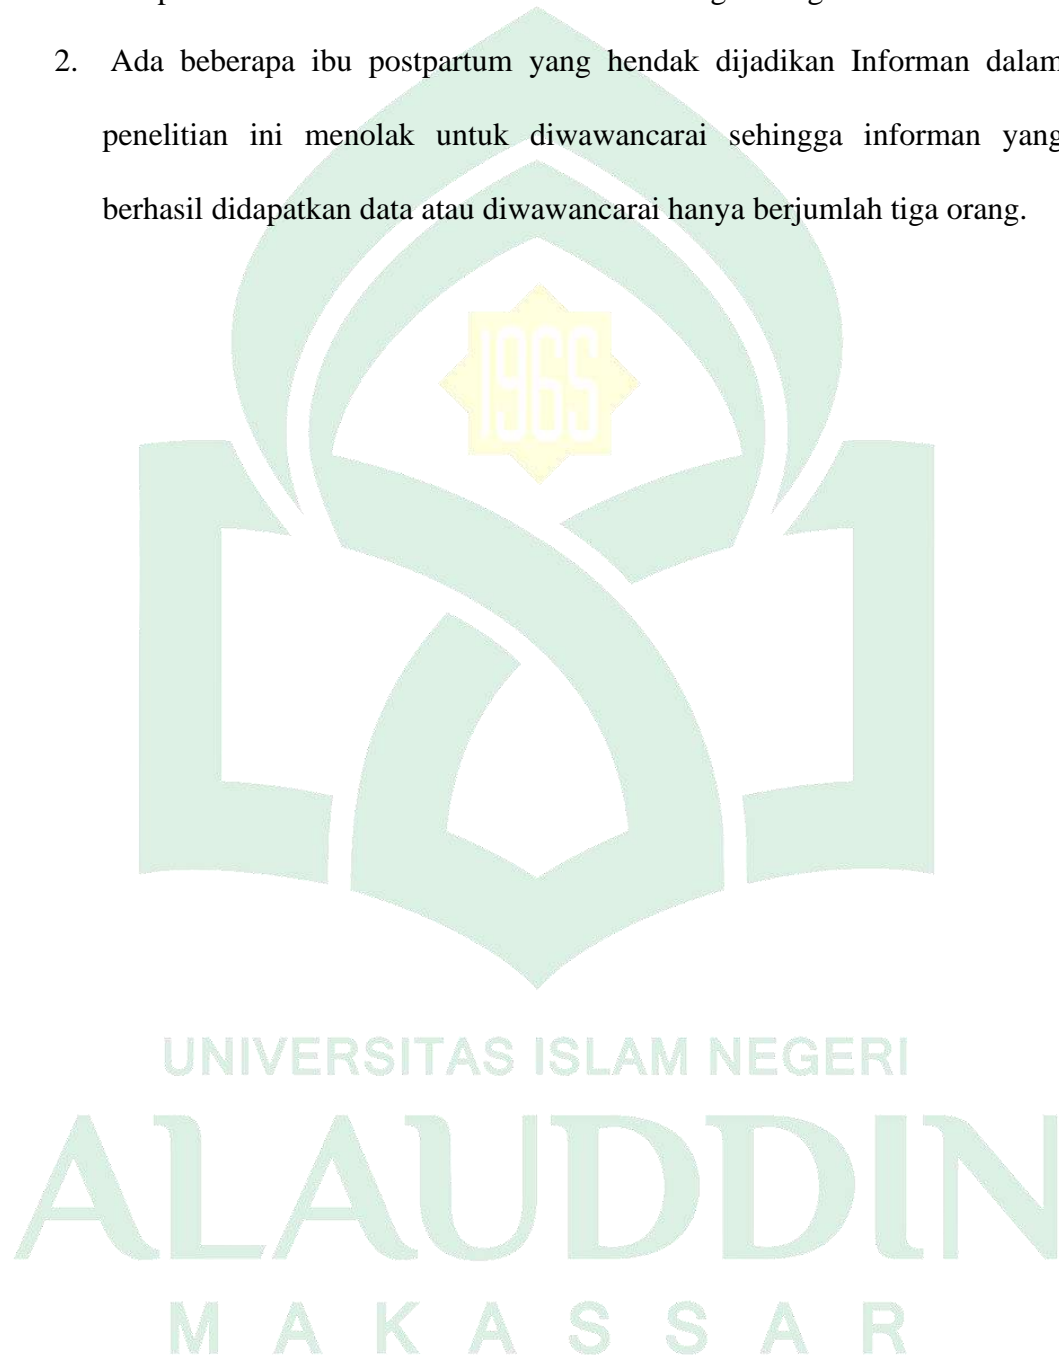 2. Ada beberapa ibu postpartum yang hendak dijadikan Informan dalam
penelitian ini menolak untuk diwawancarai sehingga informan yang
berhasil didapatkan data atau diwawancarai hanya berjumlah tiga orang.
1965
UNIVERSITAS ISLAM NEGERI
ALAUDDIN
MAKASSAR